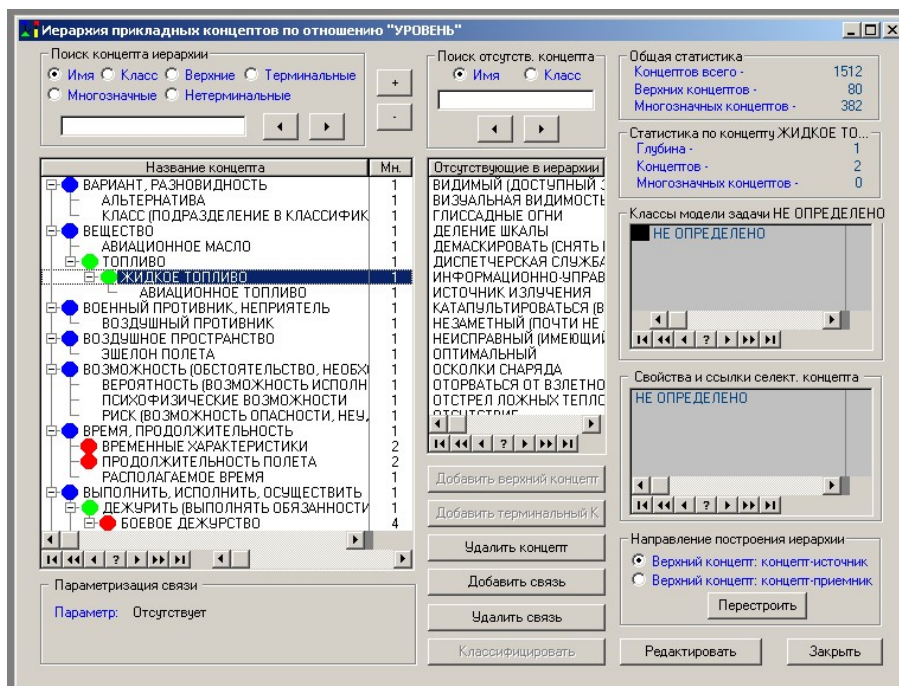 Иерархия прикладных концептов по отношению "УРОВЕНЬ"
Поиск концепта иерархии
Имя Класс Верхние Терминальные
Многозначные Нетерминальные
+
-
Название концепта Мн.
ВАРИАНТ, РАЗНОВИДНОСТЬ 1
АЛЬТЕРНАТИВА 1
КЛАСС (ПОДРАЗДЕЛЕНИЕ В КЛАССИФИК 1
ВЕЩЕСТВО 1
АВИАЦИОННОЕ МАСЛО 1
ТОПЛИВО 1
ЖИДКОЕ ТОПЛИВО 1
АВИАЦИОННОЕ ТОПЛИВО 1
ВОЕННЫЙ ПРОТИВНИК, НЕПРИЯТЕЛЬ 1
ВОЗДУШНЫЙ ПРОТИВНИК 1
ВОЗДУШНОЕ ПРОСТРАНСТВО 1
ЭШЕЛОН ПОЛЕТА 1
ВОЗМОЖНОСТЬ (ОБСТОЯТЕЛЬСТВО, НЕОБХ 1
ВЕРОЯТНОСТЬ (ВОЗМОЖНОСТЬ ИСПОЛН 1
ПСИХОФИЗИЧЕСКИЕ ВОЗМОЖНОСТИ 1
РИСК (ВОЗМОЖНОСТЬ ОПАСНОСТИ, НЕУД 1
ВРЕМЯ, ПРОДОЛЖИТЕЛЬНОСТЬ 1
ВРЕМЕННЫЕ ХАРАКТЕРИСТИКИ 2
ПРОДОЛЖИТЕЛЬНОСТЬ ПОЛЕТА 2
РАСПОЛАГАЕМОЕ ВРЕМЯ 1
ВЫПОЛНИТЬ, ИСПОЛНИТЬ, ОСУЩЕСТВИТЬ 1
ДЕЖУРИТЬ (ВЫПОЛНЯТЬ ОБЯЗАННОСТИ 1
БОЕВОЕ ДЕЖУРСТВО 4
?
Параметризация связи
Параметр: Отсутствует
Поиск отсутств. концепта
Имя Класс
Отсутствующие в иерархии
ВИДИМЫЙ (ДОСТУПНЫЙ З
ВИЗУАЛЬНАЯ ВИДИМОСТЬ
ГЛИССАДНЫЕ ОГНИ
ДЕЛЕНИЕ ШКАЛЫ
ДЕМАСКИРОВАТЬ (СНЯТЬ
ДИСПЕТЧЕРСКАЯ СЛУЖБА
ИНФОРМАЦИОННО-УПРАВ
ИСТОЧНИК ИЗЛУЧЕНИЯ
КАТАПУЛЬТИРОВАТЬСЯ (В
НЕЗАМЕТНЫЙ (ПОЧТИ НЕ
НЕИСПРАВНЫЙ (ИМЕЮЩИЙ
ОПТИМАЛЬНЫЙ
ОСКОЛКИ СНАРЯДА
ОТОРВАТЬСЯ ОТ ВЗЛЕТНО
ОТСТРЕЛ ЛОЖНЫХ ТЕПЛО
ОТСУТСТВИЕ
?
Добавить верхний концепт
Добавить терминальный К
Удалить концепт
Добавить связь
Удалить связь
Классифицировать
Общая статистика
Концептов всего - 1512
Верхних концептов - 80
Многозначных концептов - 382
Статистика по концепту ЖИДКОЕ ТО...
Глубина - 1
Концептов - 2
Многозначных концептов - 0
Классы модели задачи НЕ ОПРЕДЕЛЕНО
НЕ ОПРЕДЕЛЕНО
?
Свойства и ссылки селект. концепта
НЕ ОПРЕДЕЛЕНО
?
Направление построения иерархии
Верхний концепт: концепт-источник
Верхний концепт: концепт-приемник
Перестроить
Редактировать Закрыть